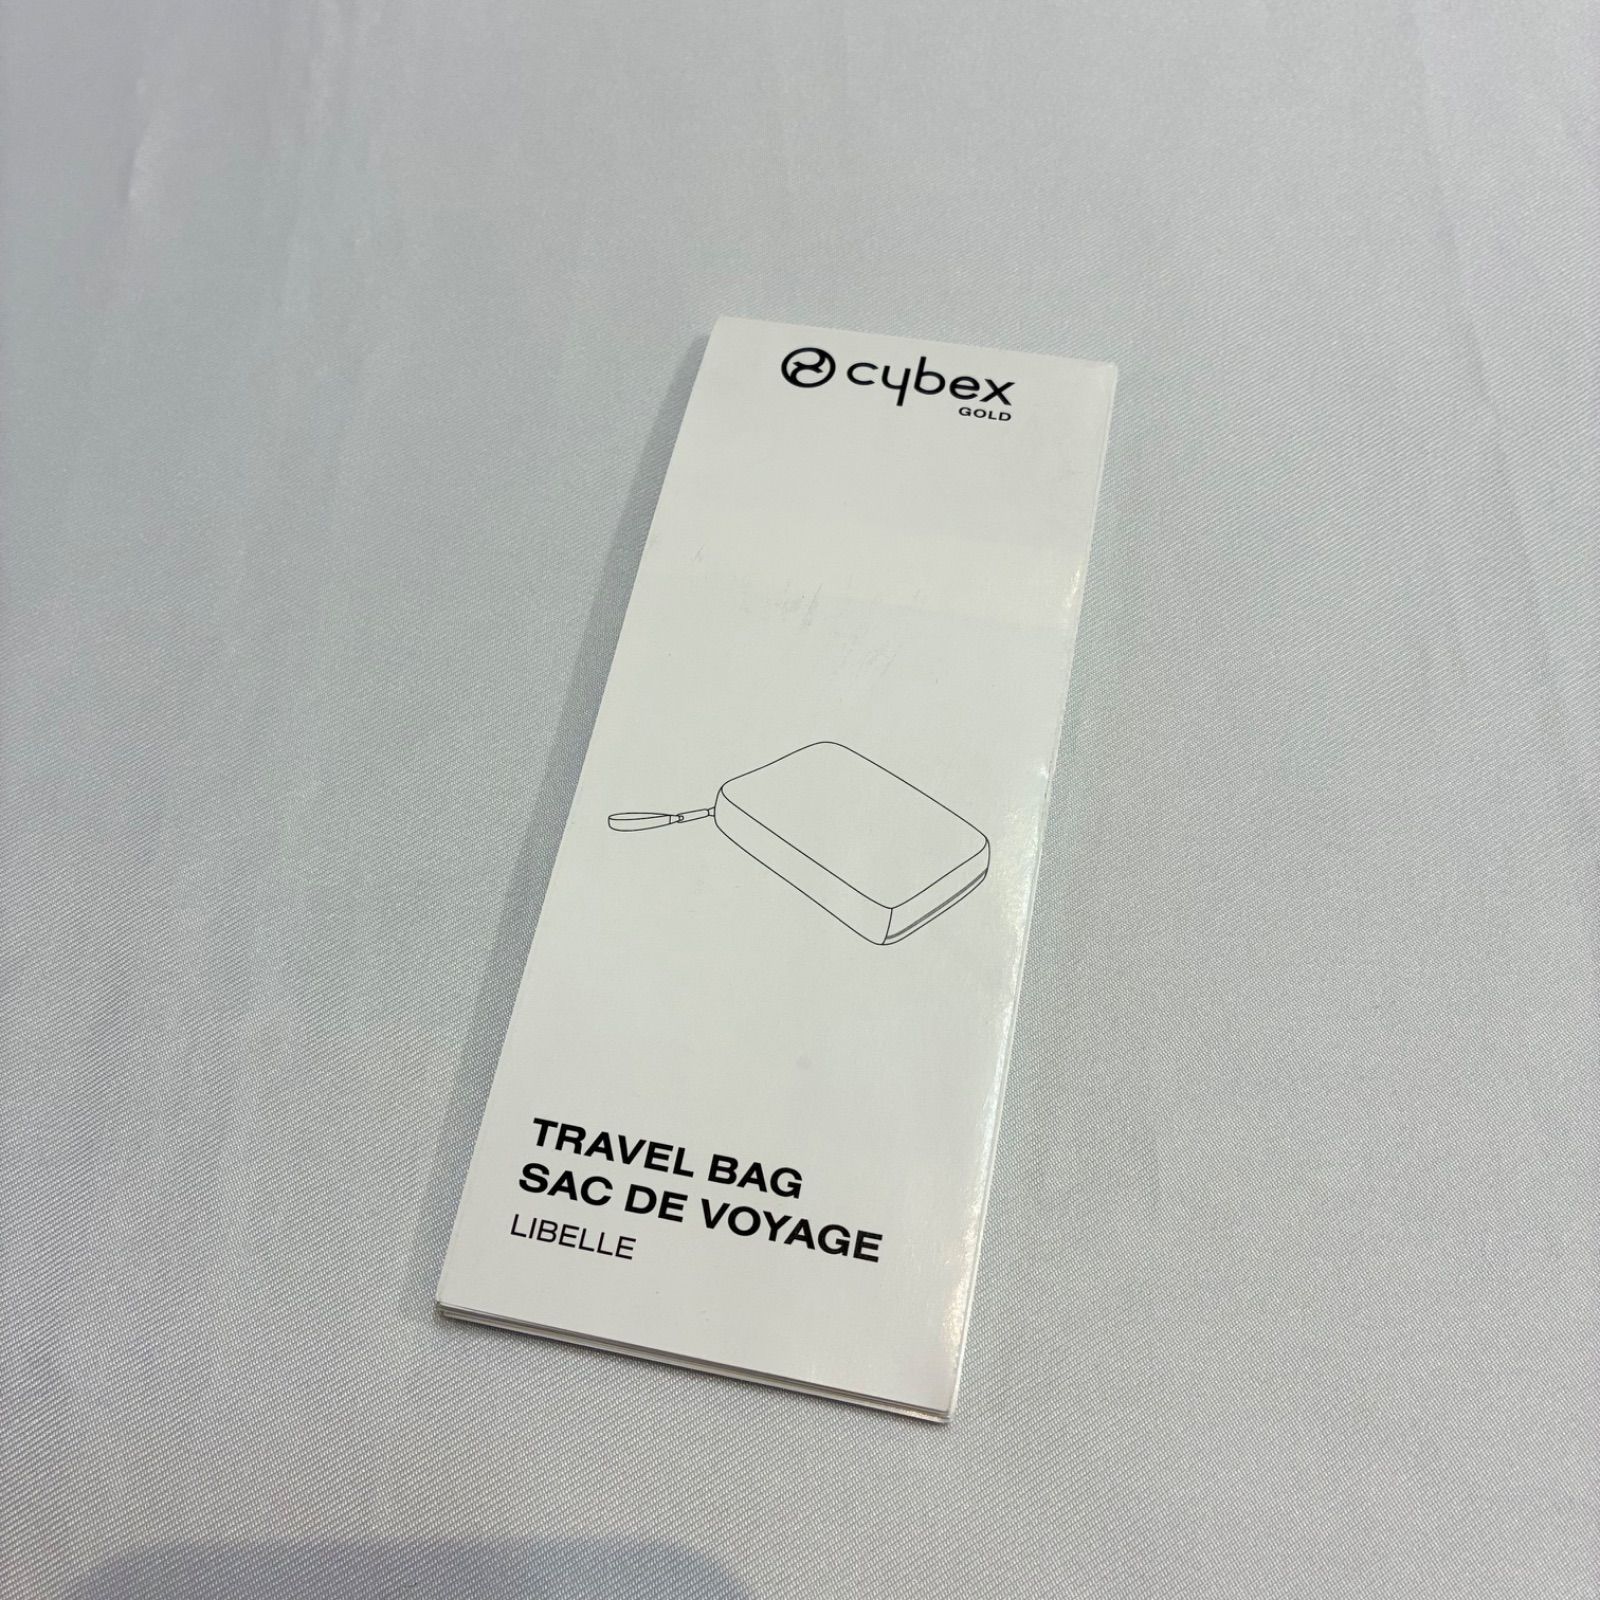 cybex
GOLD
TRAVEL BAG
SAC DE VOYAGE
LIBELLE